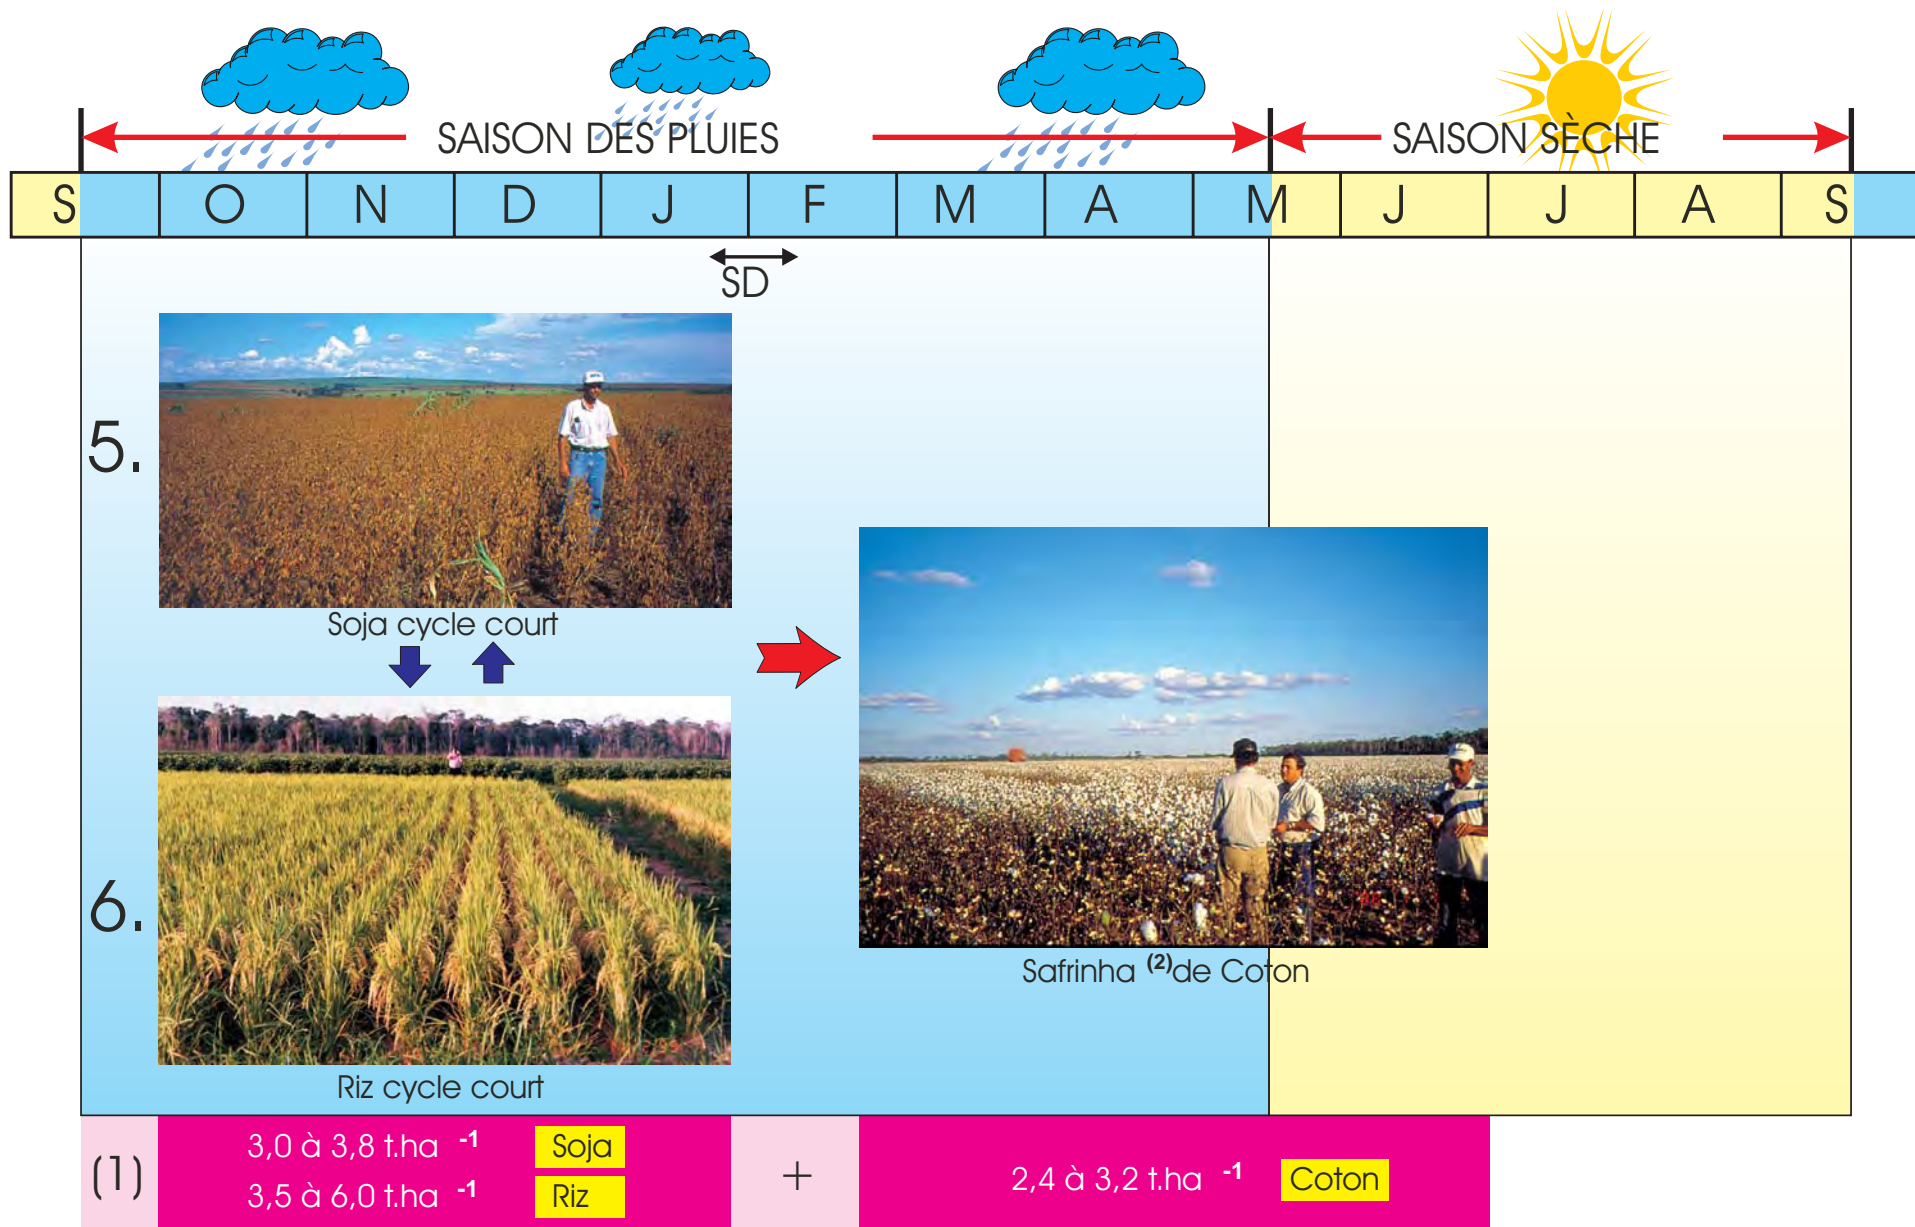 SAISON DES PLUIES
SAISON SÈCHE
S O N D J F M A M J J A S
SD
5.
Soja cycle court
6.
Safrinha (2) de Coton
Riz cycle court
(1)
3,0 à 3,8 t.ha -1 Soja
3,5 à 6,0 t.ha -1 Riz
+
2,4 à 3,2 t.ha -1 Coton